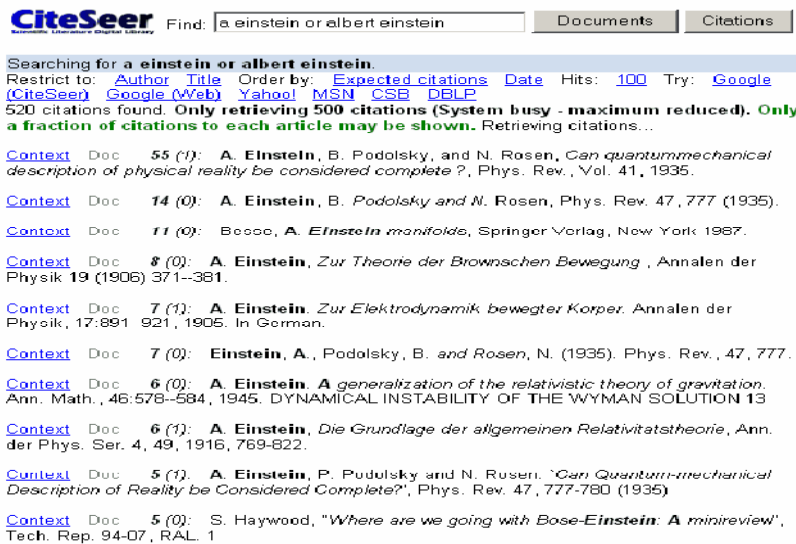 CiteSeer Find: a einstein or albert einstein Documents Citations
Scientific Literature Digital Library
Searching for a einstein or albert einstein.
Restrict to: Author Title Order by: Expected citations Date Hits: 100 Try: Google
(CiteSeer) Google (Web) Yahoo! MSN CSB DBLP
520 citations found. Only retrieving 500 citations (System busy - maximum reduced). Only
a fraction of citations to each article may be shown. Retrieving citations...
Context Doc 55 (1): A. EInstein, B. Podolsky, and N. Rosen, Can quantummechanical
description of physical reality be considered complete ?, Phys. Rev., Vol. 41, 1935.
Context Doc 14 (0): A. Einstein, B. Podolsky and N. Rosen, Phys. Rev. 47, 777 (1935).
Context Doc 11 (0): Besse, A. Einstein manifolds, Springer Verlag, New York 1987.
Context Doc 8 (0): A. Einstein, Zur Theorie der Brownschen Bewegung , Annalen der
Physik 19 (1906) 371--381.
Context Doc 7 (1): A. Einstein. Zur Elektrodynamik bewegter Korper. Annalen der
Physik, 17:891 921, 1905. In German.
Context Doc 7 (0): Einstein, A., Podolsky, B. and Rosen, N. (1935). Phys. Rev., 47, 777.
Context Doc 6 (0): A. Einstein. A generalization of the relativistic theory of gravitation.
Ann. Math., 46:578--584, 1945. DYNAMICAL INSTABILITY OF THE WYMAN SOLUTION 13
Context Doc 6 (1): A. Einstein, Die Grundlage der allgemeinen Relativitatstheorie, Ann.
der Phys. Ser. 4, 49, 1916, 769-822.
Context Doc 5 (1): A. Einstein, P. Podolsky and N. Rosen. `Can Quantum-mechanical
Description of Reality be Considered Complete?', Phys. Rev. 47, 777-780 (1935)
Context Doc 5 (0): S. Haywood, "Where are we going with Bose-Einstein: A minireview",
Tech. Rep. 94-07, RAL. 1